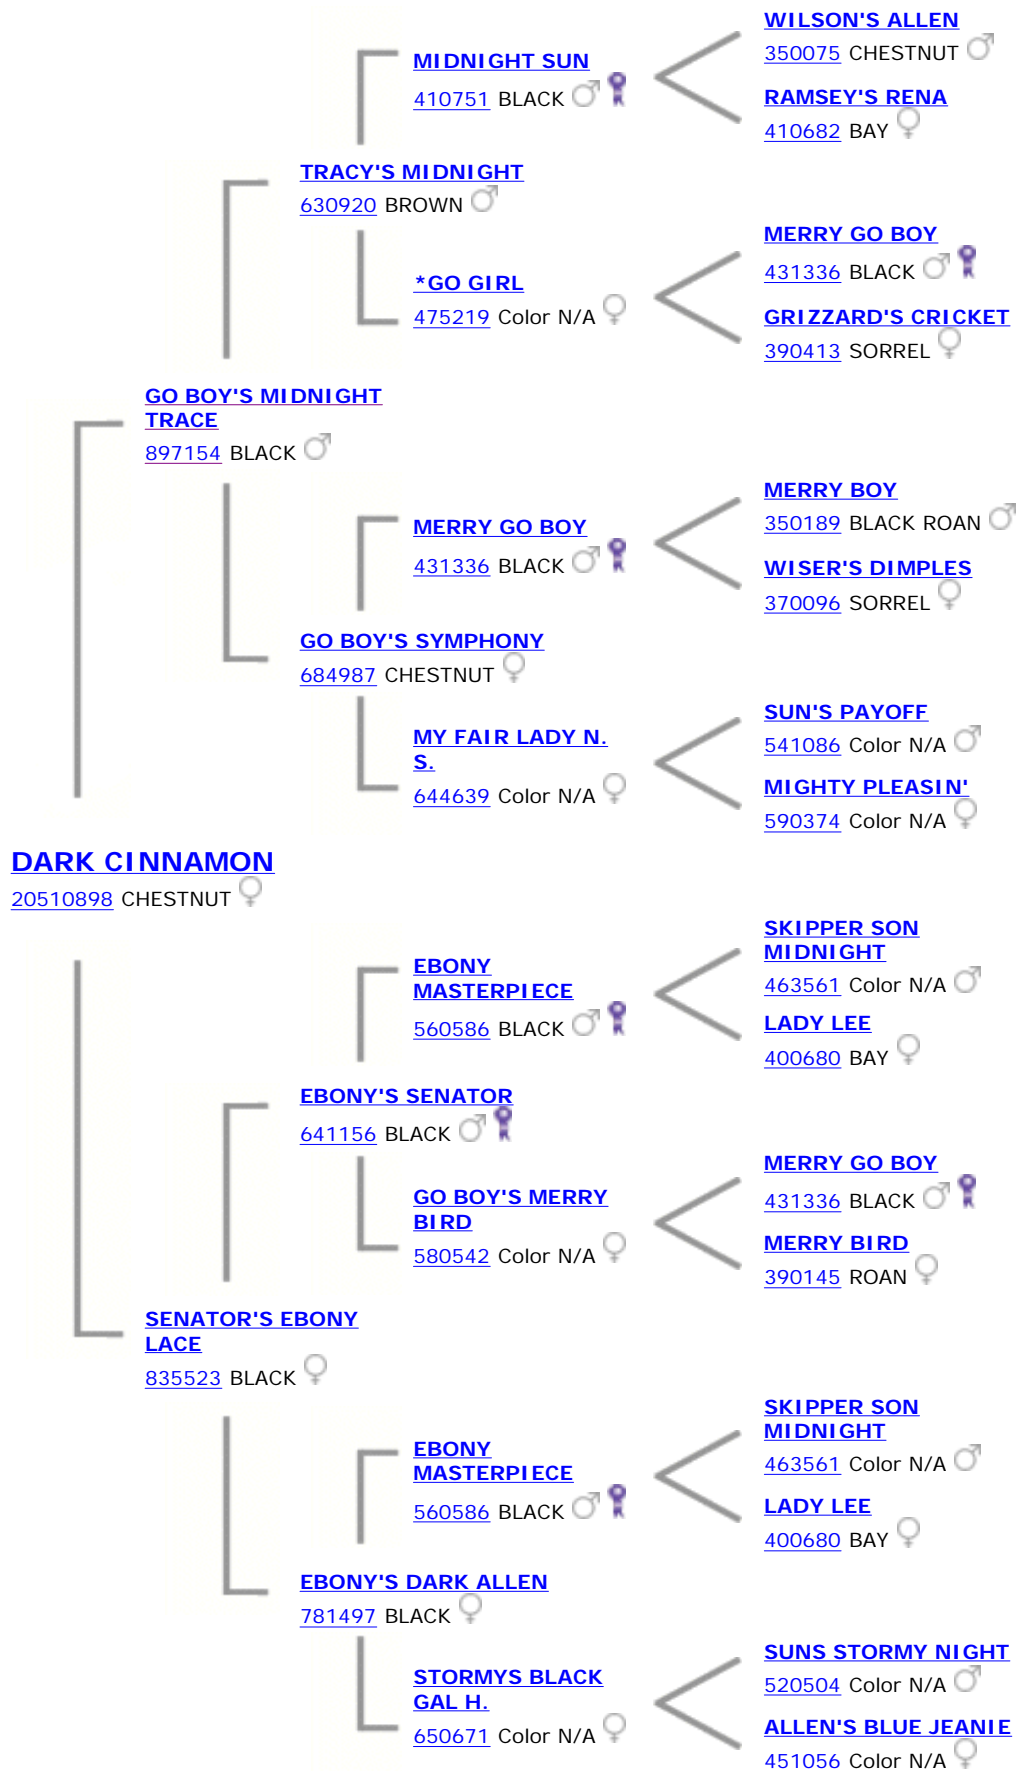 WILSON'S ALLEN
350075 CHESTNUT
MIDNIGHT SUN
410751 BLACK
RAMSEY'S RENA
410682 BAY
TRACY'S MIDNIGHT
630920 BROWN
MERRY GO BOY
431336 BLACK
*GO GIRL
475219 Color N/A
GRIZZARD'S CRICKET
390413 SORREL
GO BOY'S MIDNIGHT
TRACE
897154 BLACK
MERRY BOY
350189 BLACK ROAN
MERRY GO BOY
431336 BLACK
WISER'S DIMPLES
370096 SORREL
GO BOY'S SYMPHONY
684987 CHESTNUT
SUN'S PAYOFF
541086 Color N/A
MY FAIR LADY N.
S.
644639 Color N/A
MIGHTY PLEASIN'
590374 Color N/A
DARK CINNAMON
20510898 CHESTNUT
SKIPPER SON
MIDNIGHT
463561 Color N/A
EBONY
MASTERPIECE
560586 BLACK
LADY LEE
400680 BAY
EBONY'S SENATOR
641156 BLACK
MERRY GO BOY
431336 BLACK
GO BOY'S MERRY
BIRD
580542 Color N/A
MERRY BIRD
390145 ROAN
SENATOR'S EBONY
LACE
835523 BLACK
SKIPPER SON
MIDNIGHT
463561 Color N/A
EBONY
MASTERPIECE
560586 BLACK
LADY LEE
400680 BAY
EBONY'S DARK ALLEN
781497 BLACK
SUNS STORMY NIGHT
520504 Color N/A
STORMYS BLACK
GAL H.
650671 Color N/A
ALLEN'S BLUE JEANIE
451056 Color N/A